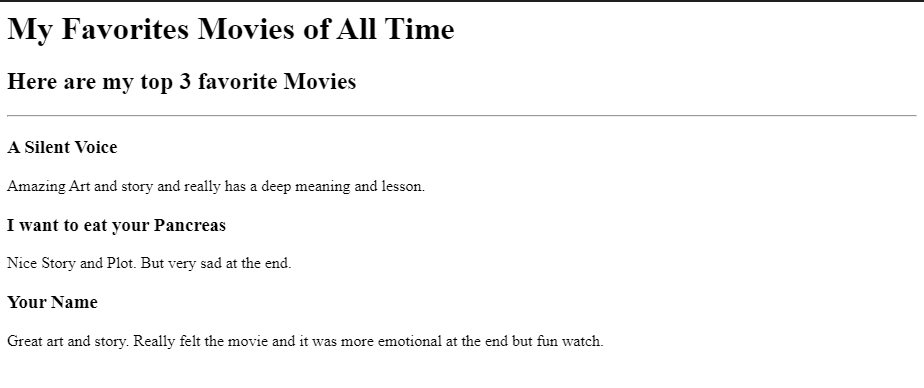 My Favorites Movies of All Time
Here are my top 3 favorite Movies
A Silent Voice
Amazing Art and story and really has a deep meaning and lesson.
I want to eat your Pancreas
Nice Story and Plot. But very sad at the end.
Your Name
Great art and story. Really felt the movie and it was more emotional at the end but fun watch.